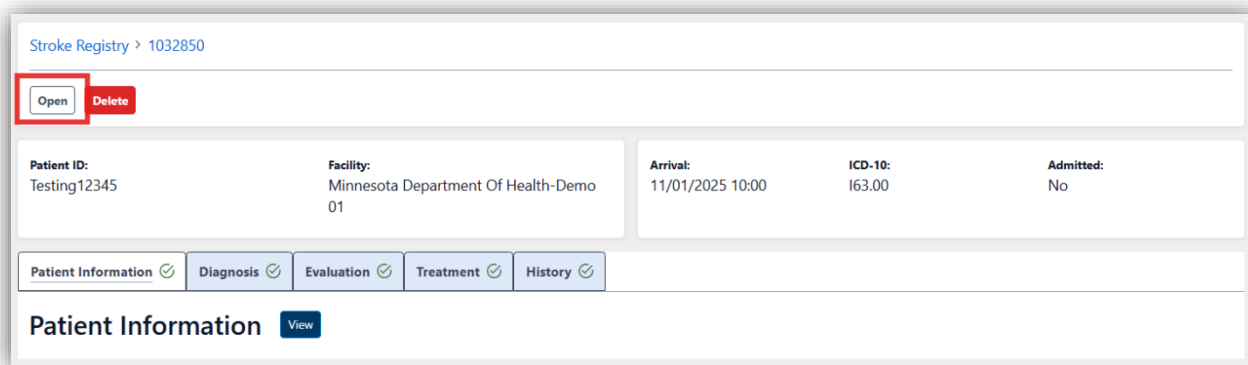 Stroke Registry > 1032850
Open Delete
Patient ID: Facility: Arrival: ICD-10: Admitted:
Testing12345 Minnesota Department Of Health-Demo 11/01/2025 10:00 I63.00 No
01
Patient Information Diagnosis Evaluation Treatment History
Patient Information View